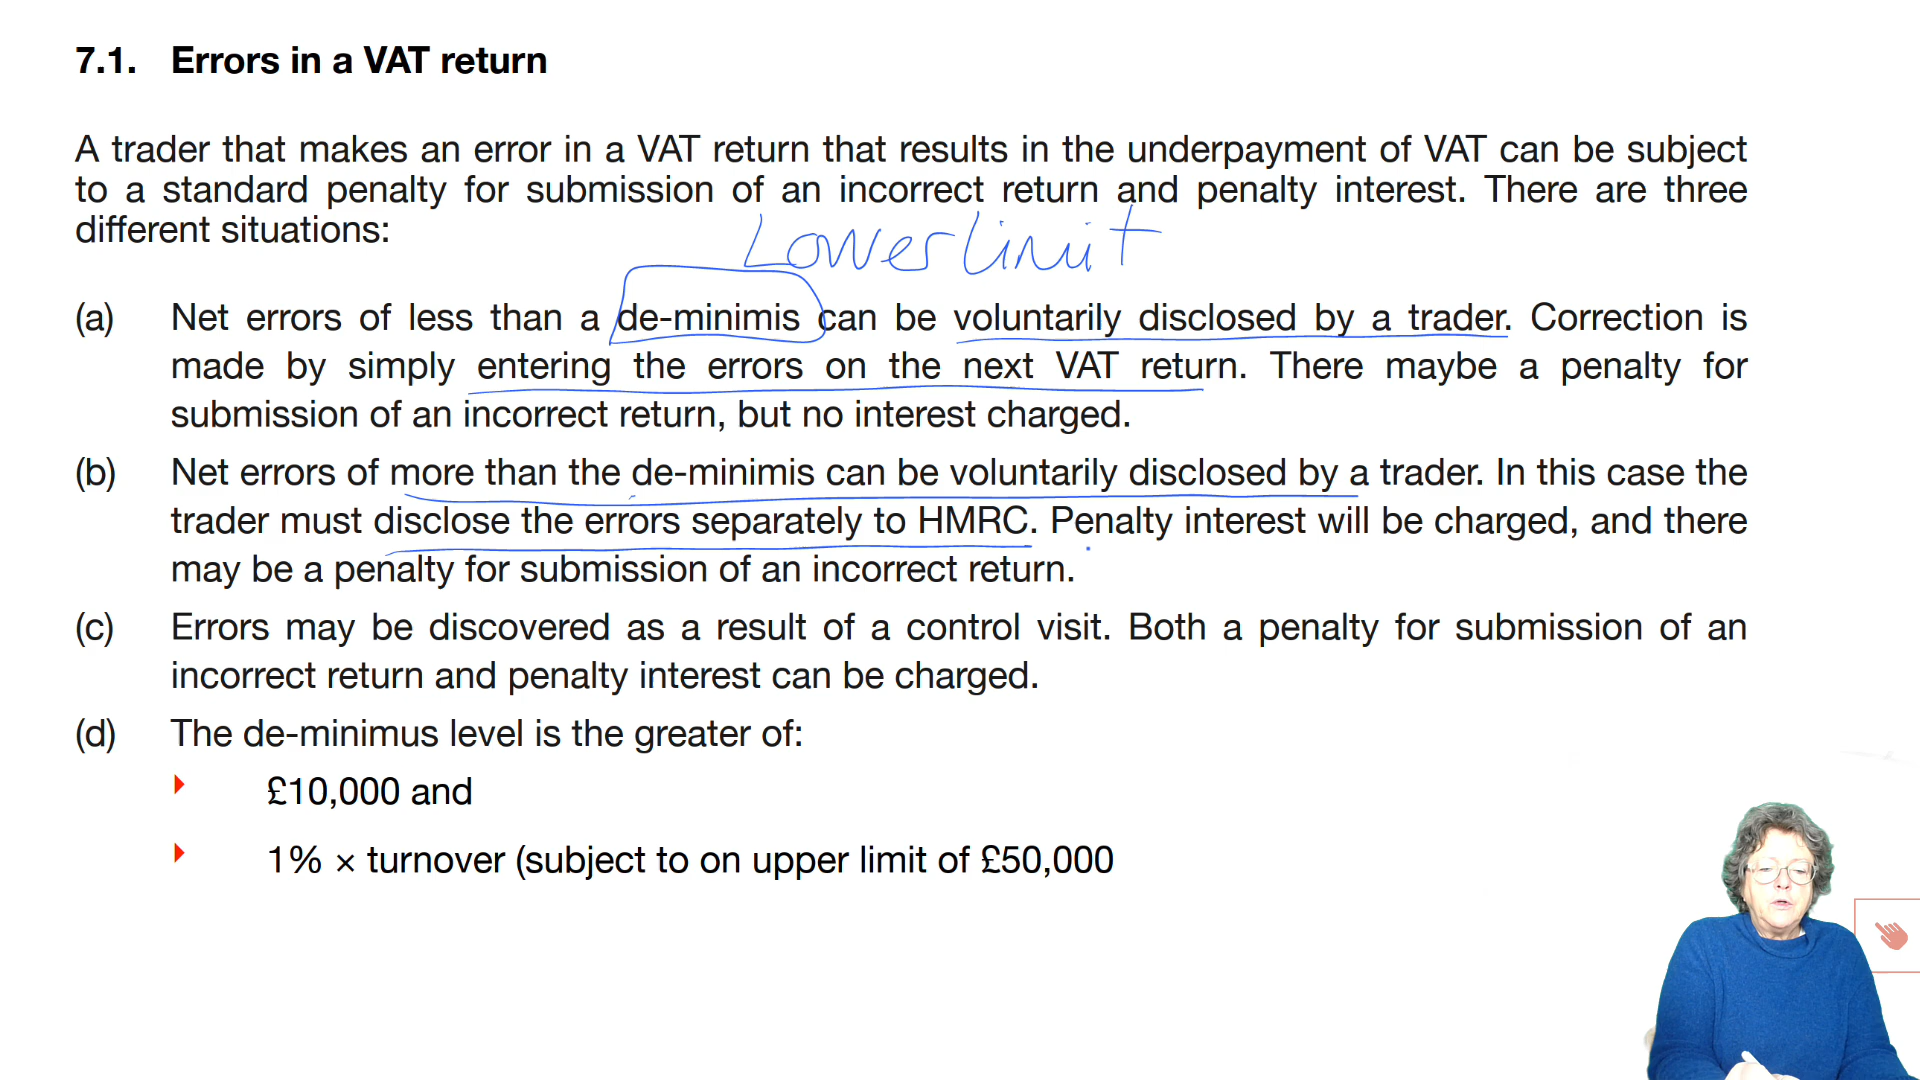 7.1. Errors in a VAT return
A trader that makes an error in a VAT return that results in the underpayment of VAT can be subject
to a standard penalty for submission of an incorrect return and penalty interest. There are three
different situations:
Lower limit
(a) Net errors of less than a de-minimis can be voluntarily disclosed by a trader. Correction is
made by simply entering the errors on the next VAT return. There maybe a penalty for
submission of an incorrect return, but no interest charged.
(b) Net errors of more than the de-minimis can be voluntarily disclosed by a trader. In this case the
trader must disclose the errors separately to HMRC. Penalty interest will be charged, and there
may be a penalty for submission of an incorrect return.
(c) Errors may be discovered as a result of a control visit. Both a penalty for submission of an
incorrect return and penalty interest can be charged.
(d) The de-minimus level is the greater of:
£10,000 and
1% × turnover (subject to on upper limit of £50,000